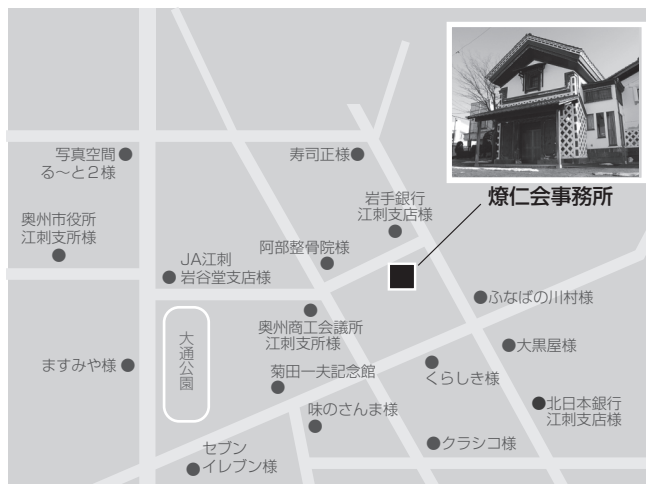 燎仁会事務所
写真空間
る〜と2様
寿司正様
岩手銀行
江刺支店様
奥州市役所
江刺支所様
JA江刺
岩谷堂支店様
阿部整骨院様
ふなばの川村様
大通公園
奥州商工会議所
江刺支所様
大黒屋様
ますみや様
菊田一夫記念館
くらしき様
味のさんま様
北日本銀行
江刺支店様
セブン
イレブン様
クラシコ様